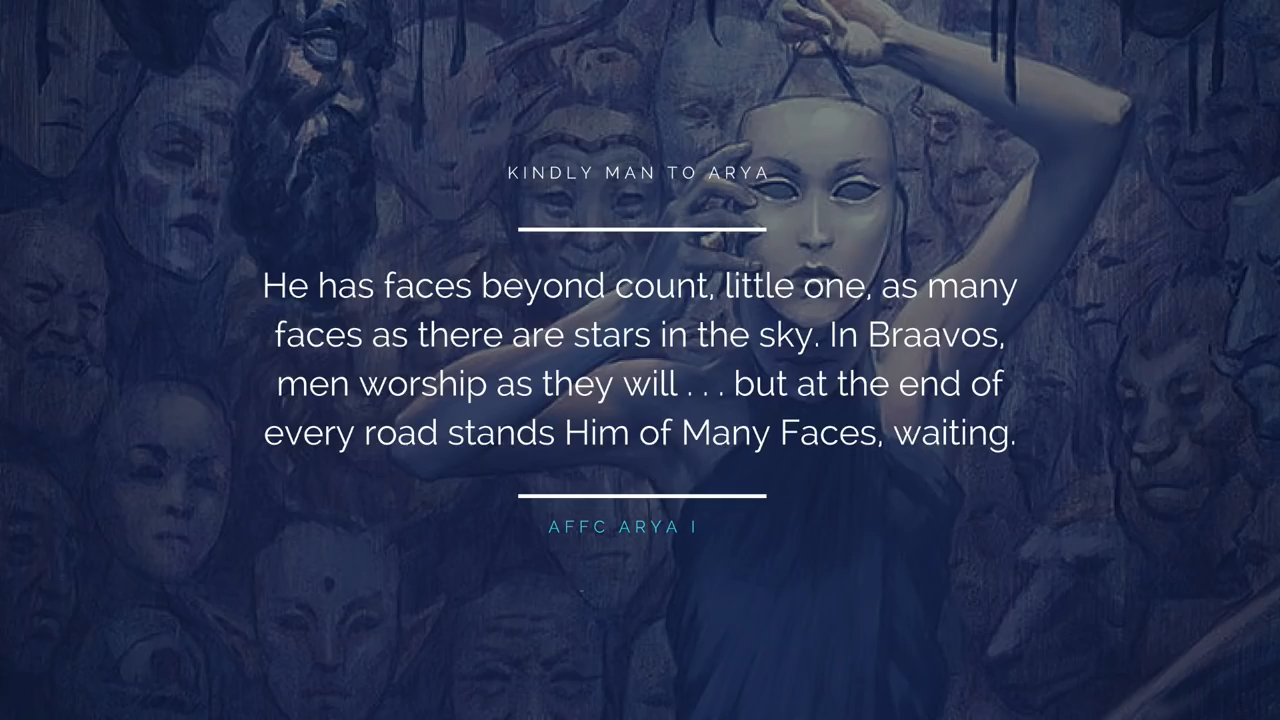 KINDLY MAN TO ARYA
He has faces beyond count, little one, as many
faces as there are stars in the sky. In Braavos,
men worship as they will . . . but at the end of
every road stands Him of Many Faces, waiting.
AFFC ARYA I